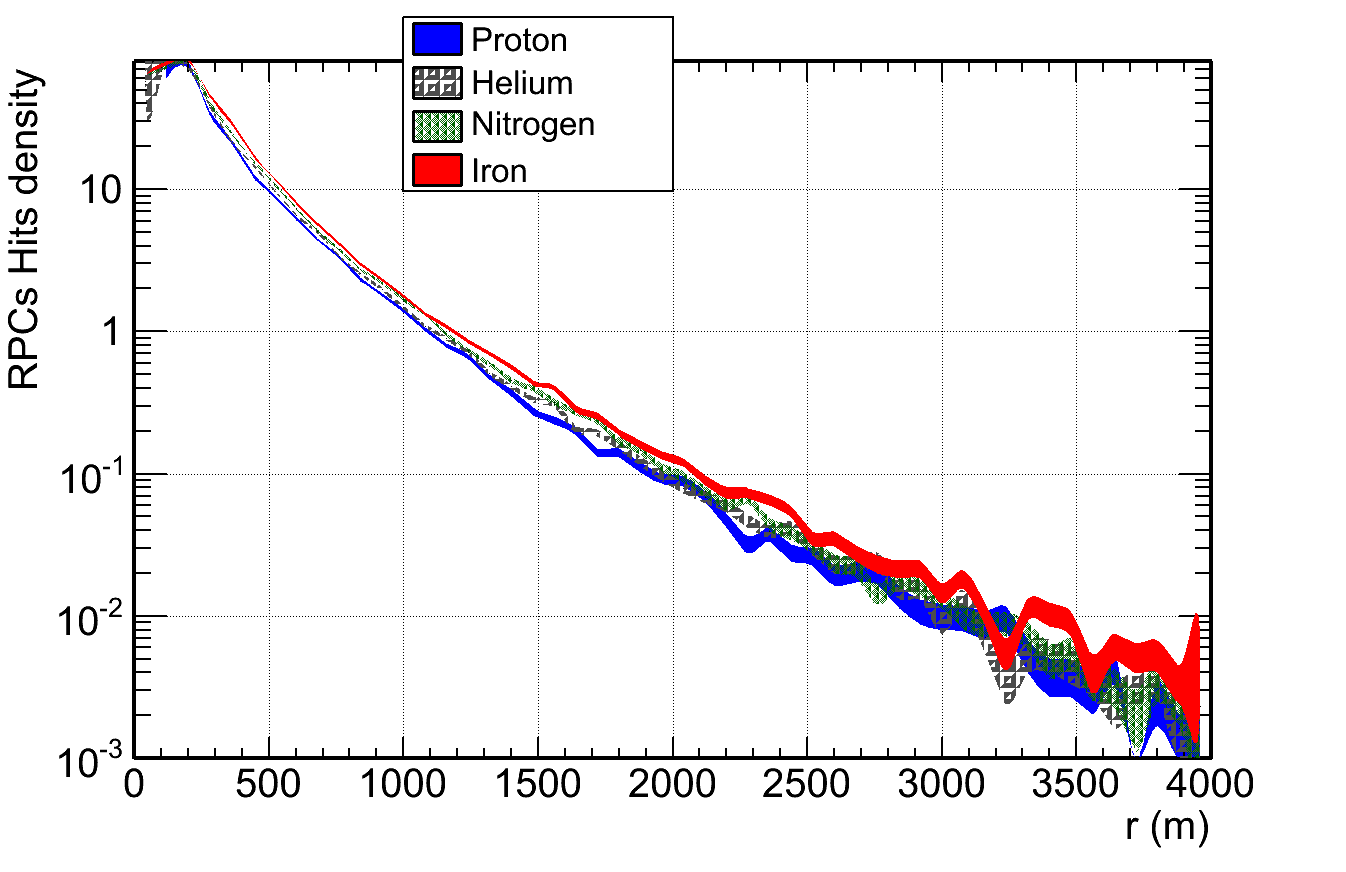 Proton
Helium
Nitrogen
Iron
RPCs Hits density
10
1
10-1
10-2
10-3
0 500 1000 1500 2000 2500 3000 3500 4000
r (m)